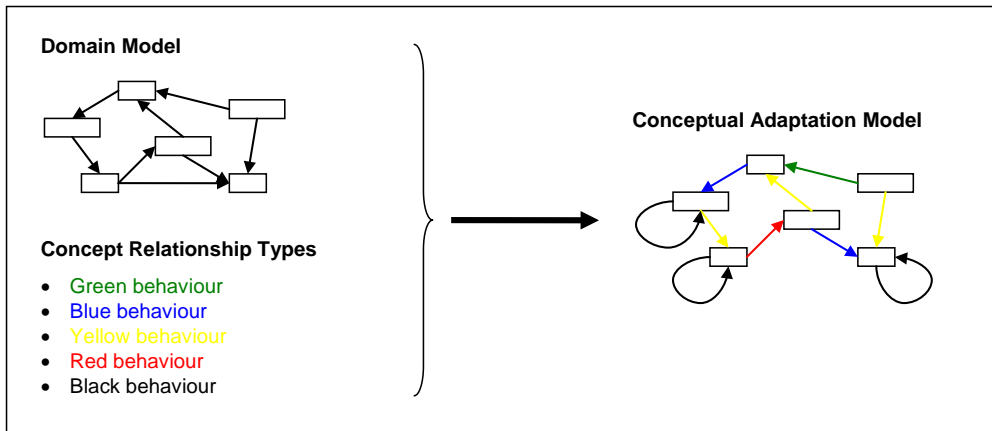 Domain Model
Conceptual Adaptation Model
Concept Relationship Types
• Green behaviour
• Blue behaviour
• Yellow behaviour
• Red behaviour
• Black behaviour